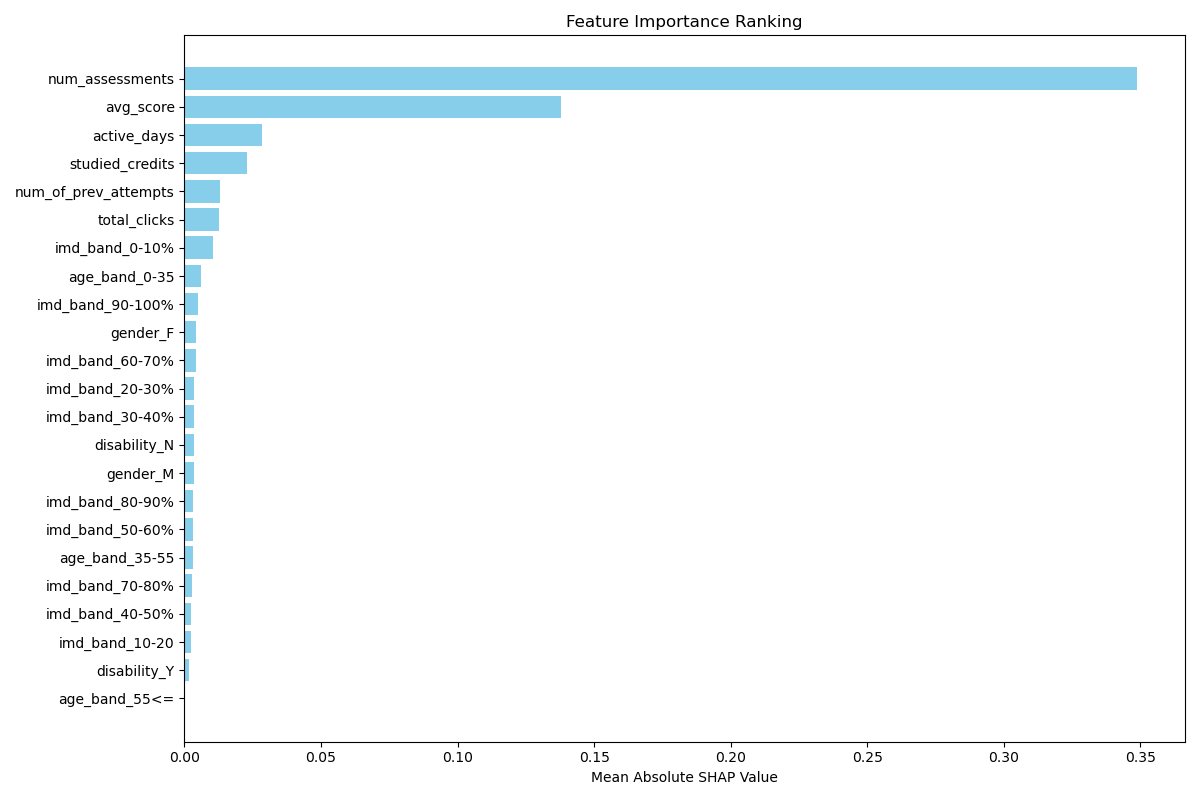 Feature Importance Ranking
num_assessments
avg_score
active_days
studied_credits
num_of_prev_attempts
total_clicks
imd_band_0-10%
age_band_0-35
imd_band_90-100%
gender_F
imd_band_60-70%
imd_band_20-30%
imd_band_30-40%
disability_N
gender_M
imd_band_80-90%
imd_band_50-60%
age_band_35-55
imd_band_70-80%
imd_band_40-50%
imd_band_10-20
disability_Y
age_band_55<=
0.00 0.05 0.10 0.15 0.20 0.25 0.30 0.35
Mean Absolute SHAP Value